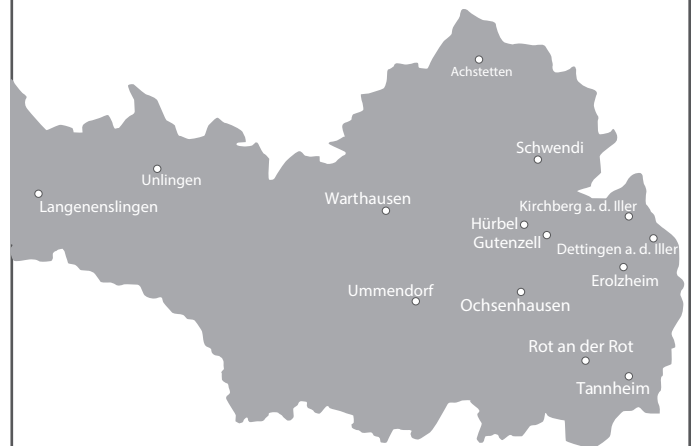 Achstetten
Schwendi
Unlingen
Langenenslingen
Warthausen
Kirchberg a. d. Iller
Hürbel
Gutenzell
Dettingen a. d. Iller
Erolzheim
Ummendorf
Ochsenhausen
Rot an der Rot
Tannheim